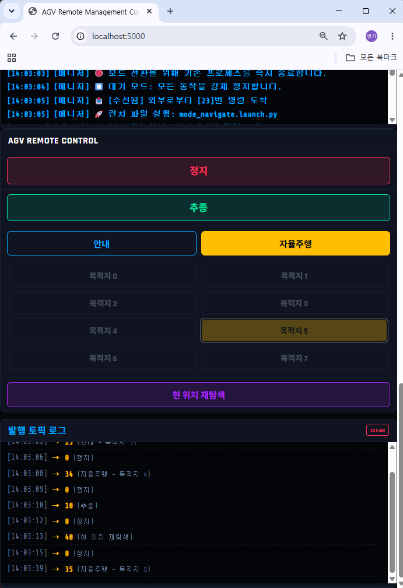 AGV Remote Management Co
localhost:5000
모든 북마크
[14:03:03] [매니저] 모드 전환을 위해 기존 프로세스를 즉시 종료합니다.
[14:03:04] [매니저] 대기 모드: 모든 동작을 강제 정지합니다.
[14:03:05] [매니저] [수신됨] 외부로부터 [23]번 명령 도착
[14:03:05] [매니저] 🚀 런치 파일 실행: mode_navigate.launch.py
AGV REMOTE CONTROL
정지
추종
안내 자율주행
목적지 0 목적지 1
목적지 2 목적지 3
목적지 4 목적지 5
목적지 6 목적지 7
현 위치 재탐색
발행 토픽 로그 CLEAR
[14:03:06] → 0 (정지)
[14:03:08] → 34 (자율주행 - 목적지 4)
[14:03:09] → 0 (정지)
[14:03:10] → 10 (추종)
[14:03:12] → 0 (정지)
[14:03:13] → 40 (현 위치 재탐색)
[14:03:15] → 0 (정지)
[14:03:39] → 35 (자율주행 - 목적지 5)